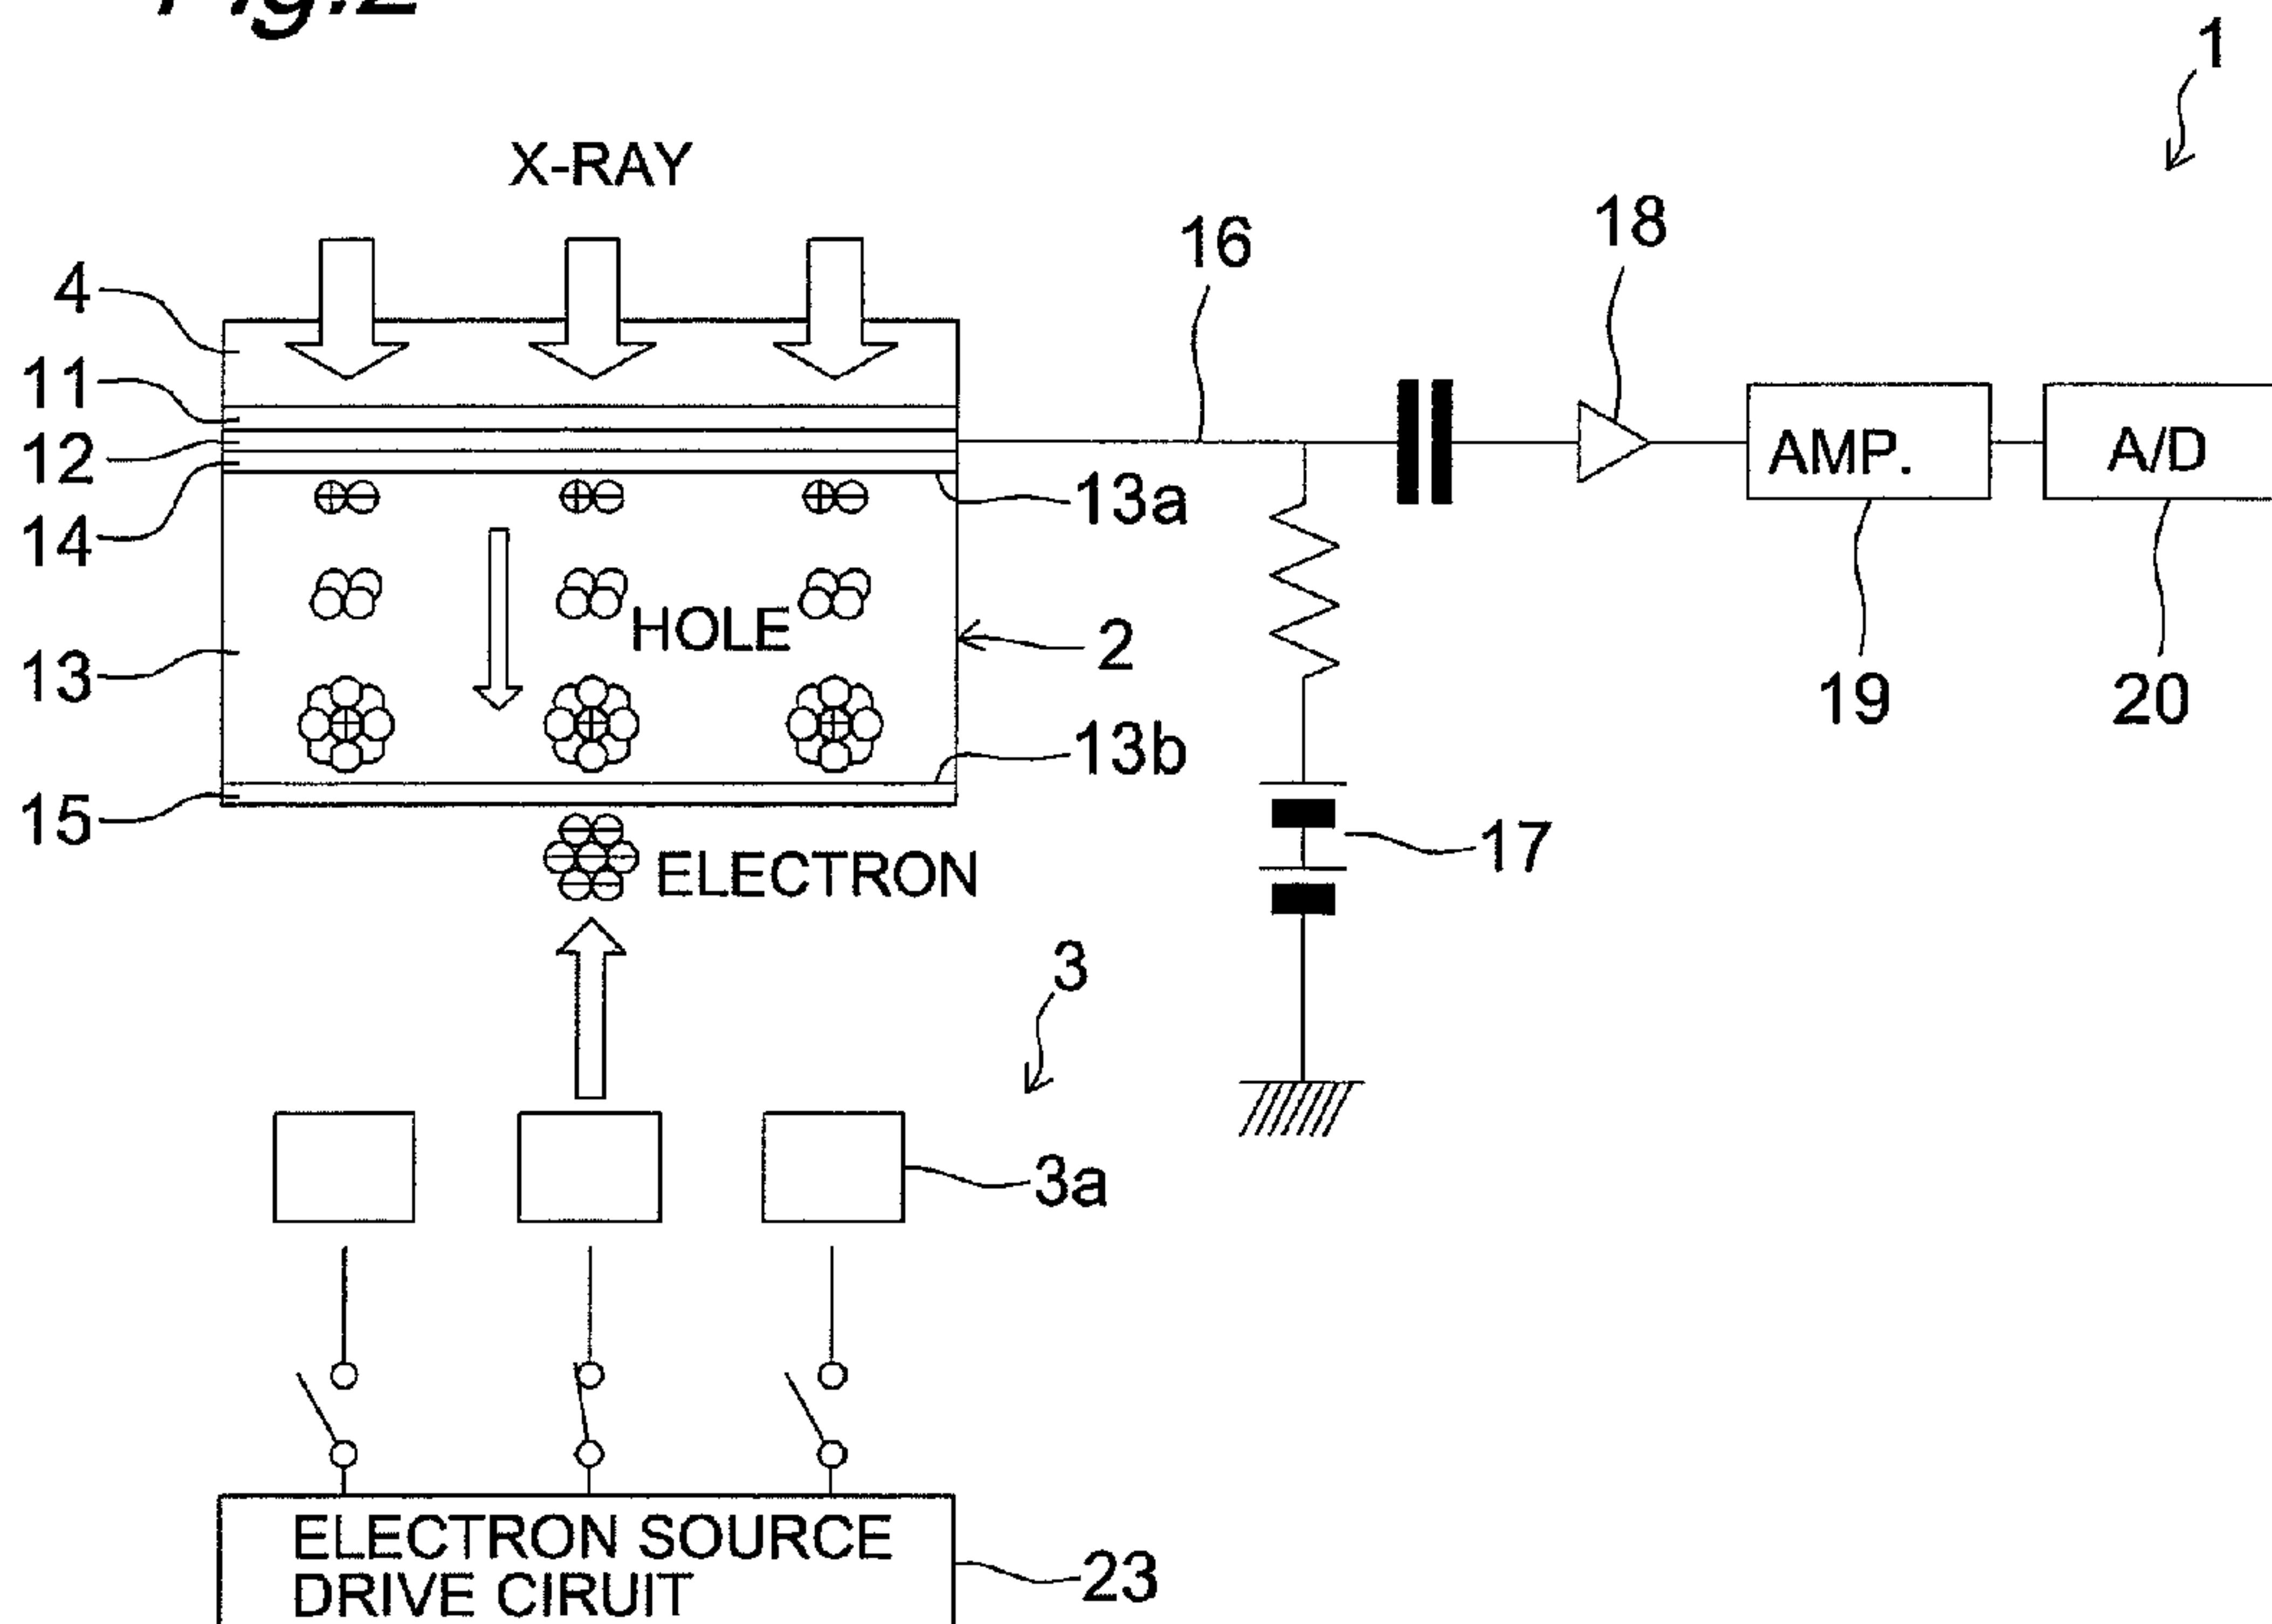 Fig.2
1
X-RAY
16
18
4
11
12
14
13a
AMP.
A/D
HOLE
2
13
19
20
13b
15
17
ELECTRON
3
3a
ELECTRON SOURCE
DRIVE CIRUIT
23